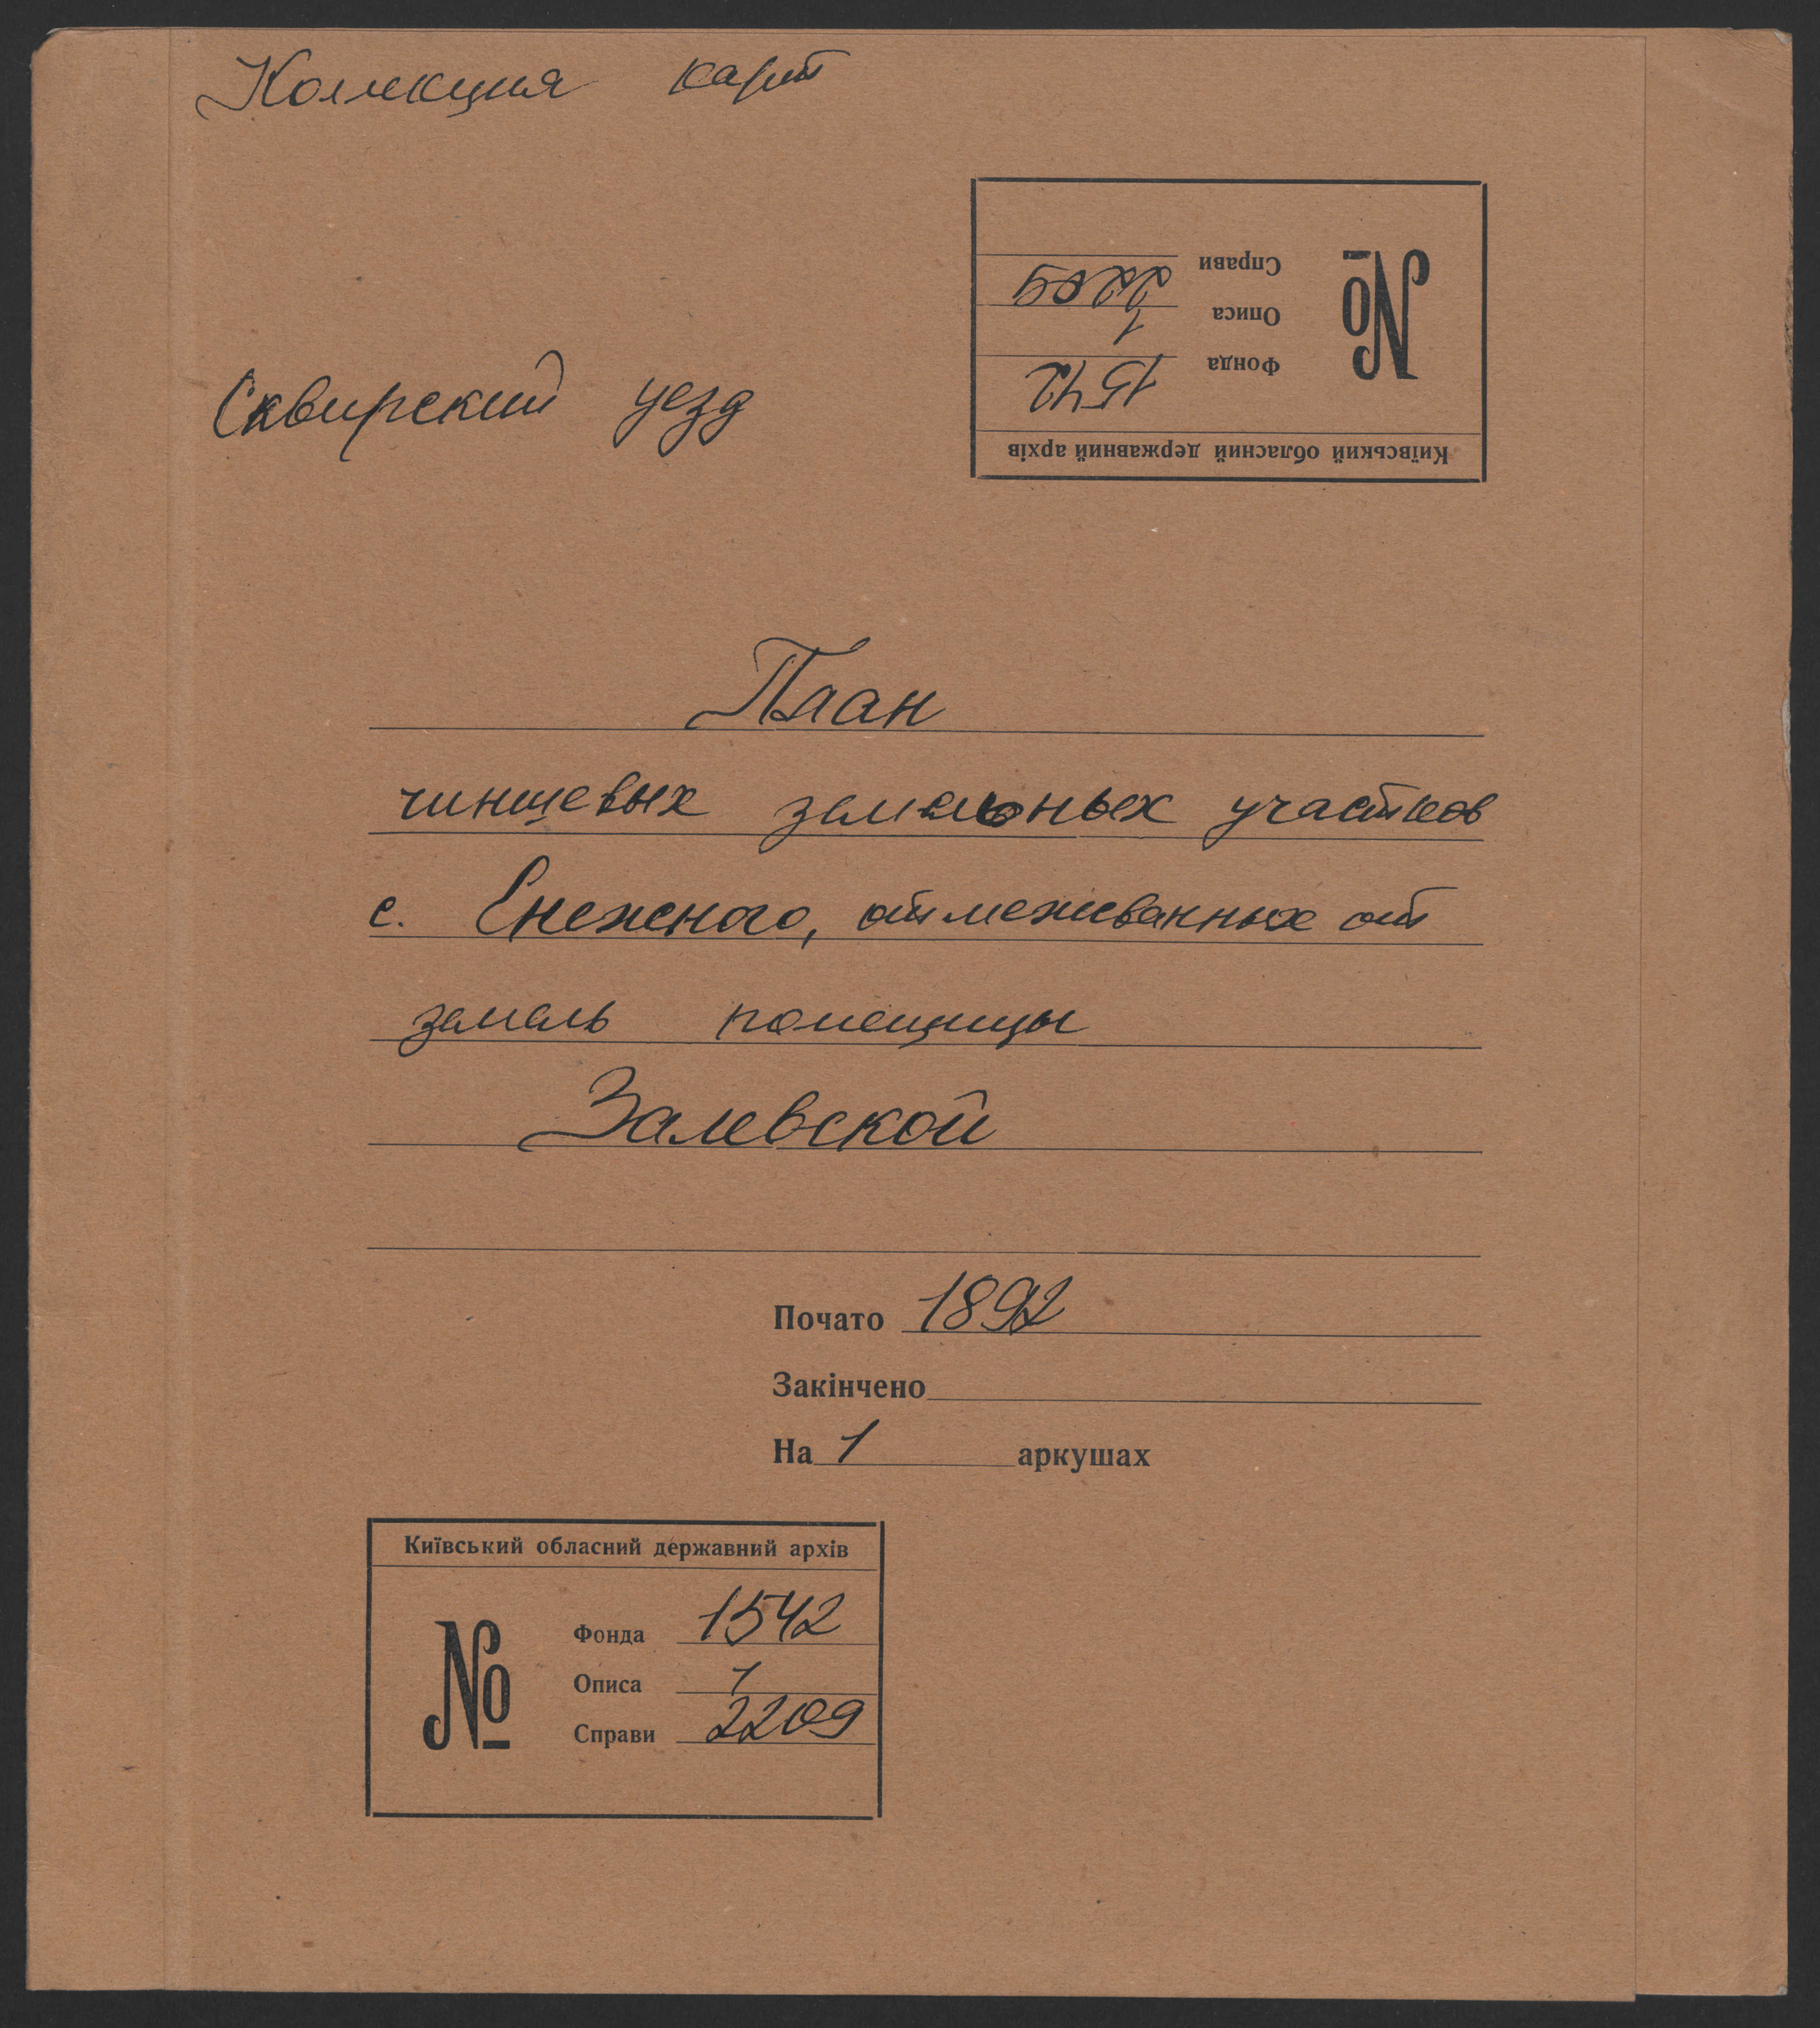 Коллекция карт
Київський обласний державний архів
№
Фонда 1542
Описа 1
Справи 2209
Сквирский уезд
План
чиншевых земельных участков
с. Снежного, отмежеванных от
земель помещицы
Залевской
Почато 1892
Закінчено
На 1 аркушах
Київський обласний державний архів
№
Фонда 1542
Описа 1
Справи 2209